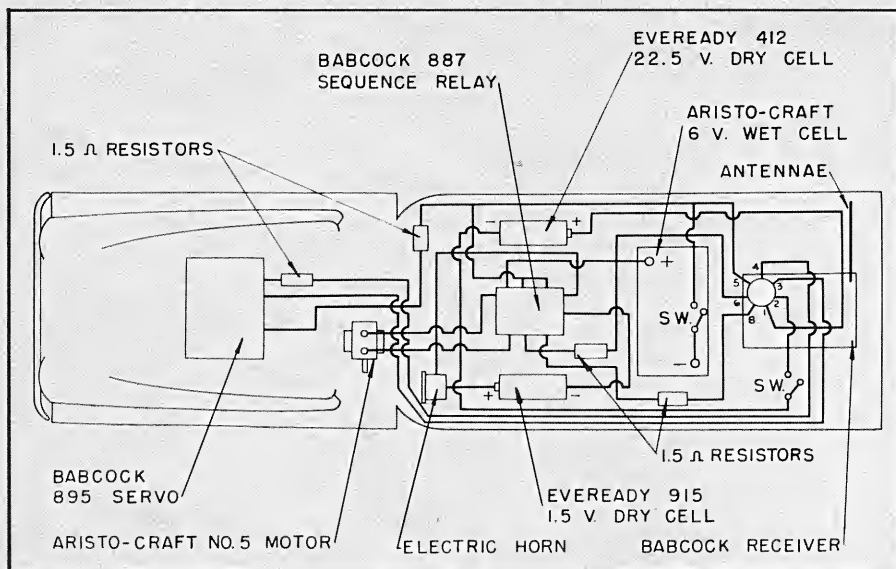 BABCOCK 887
SEQUENCE RELAY
EVEREADY 412
22.5 V. DRY CELL
ARISTO-CRAFT
6 V. WET CELL
1.5 Ω RESISTORS
ANTENNAE
+
+
4
5
3
6
2
8
1
S.W.
-
S.W.
+
-
1.5 Ω RESISTORS
BABCOCK
895 SERVO
EVEREADY 915
1.5 V. DRY CELL
ARISTO-CRAFT NO. 5 MOTOR
ELECTRIC HORN
BABCOCK RECEIVER